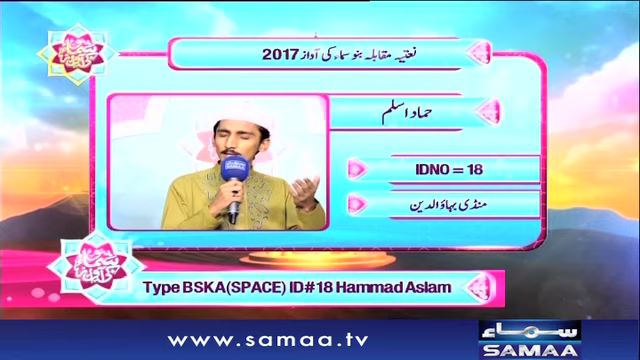 نعتیہ مقابلہ بنو سماء کی آواز 2017
حماد اسلم
SAMAA
IDNO = 18
منڈی بہاؤالدین
Type BSKA(SPACE) ID#18 Hammad Aslam
www.samaa.tv
سماء
SAMAA